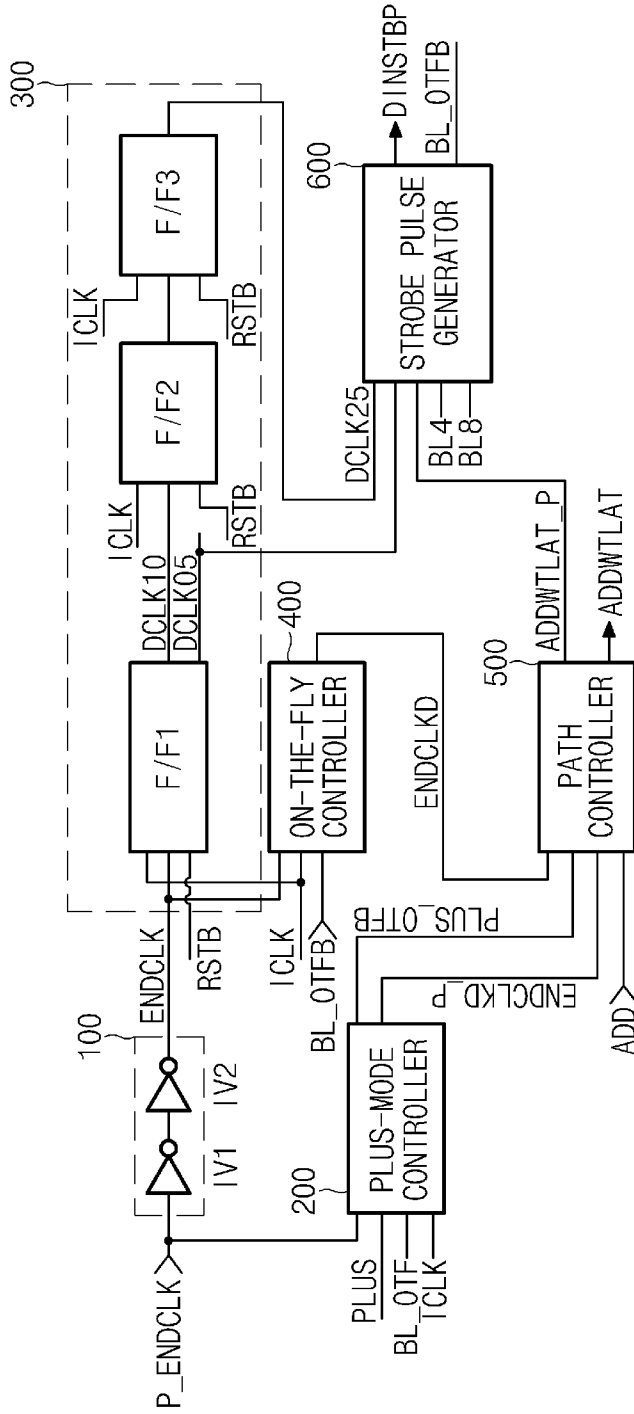 300
ICLK
F/F3
RSTB
ICLK
F/F2
RSTB
DCLK10
DCLK05
F/F1
100
ENDCLK
RSTB
IV1
IV2
P_ENDCLK
400
ON-THE-FLY
CONTROLLER
ICLK
BL_OTFB
600
STROBE PULSE
GENERATOR
DCLK25
BL4
BL8
DINSTBP
BL_OTFB
ENDCLKD
200
PLUS-MODE
CONTROLLER
PLUS
BL_OTF
ICLK
PLUS_OTFB
ENDCLKD_P
ADD
500
PATH
CONTROLLER
ADDWTLAT_P
ADDWTLAT